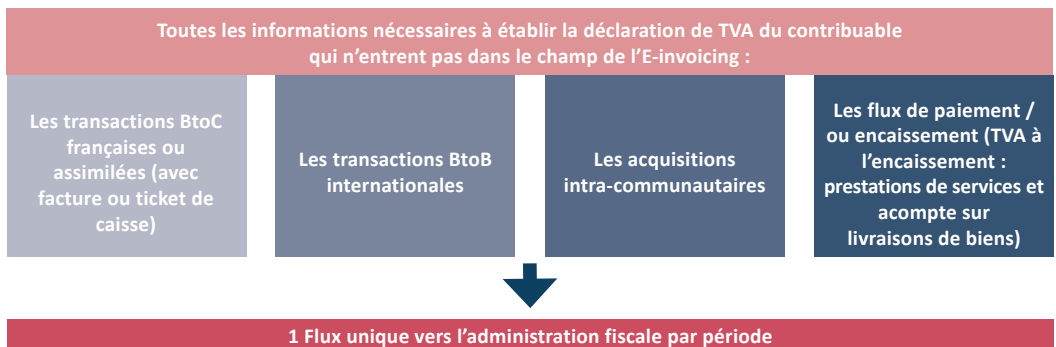 Toutes les informations nécessaires à établir la déclaration de TVA du contribuable
qui n’entrent pas dans le champ de l’E-invoicing :
Les transactions BtoC
françaises ou
assimilées (avec
facture ou ticket de
caisse)
Les transactions BtoB
internationales
Les acquisitions
intra-communautaires
Les flux de paiement /
ou encaissement (TVA à
l’encaissement :
prestations de services et
acompte sur
livraisons de biens)
1 Flux unique vers l’administration fiscale par période